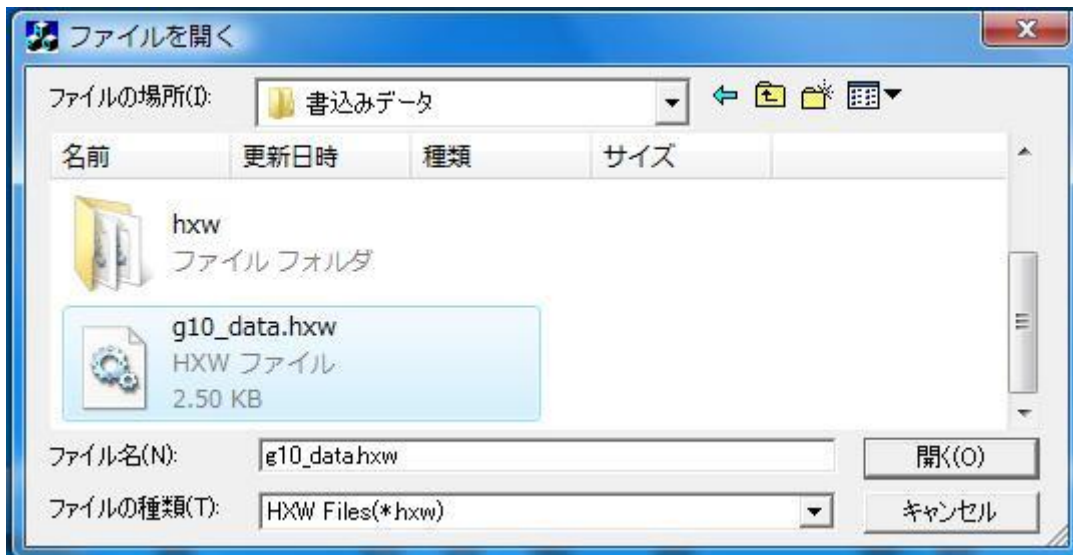 ファイルを開く
ファイルの場所(I):
書込みデータ
名前 更新日時 種類 サイズ
hxw
ファイル フォルダ
g10_data.hxw
HXW ファイル
2.50 KB
ファイル名(N): g10_data.hxw 開く(O)
ファイルの種類(T): HXW Files(*.hxw) キャンセル